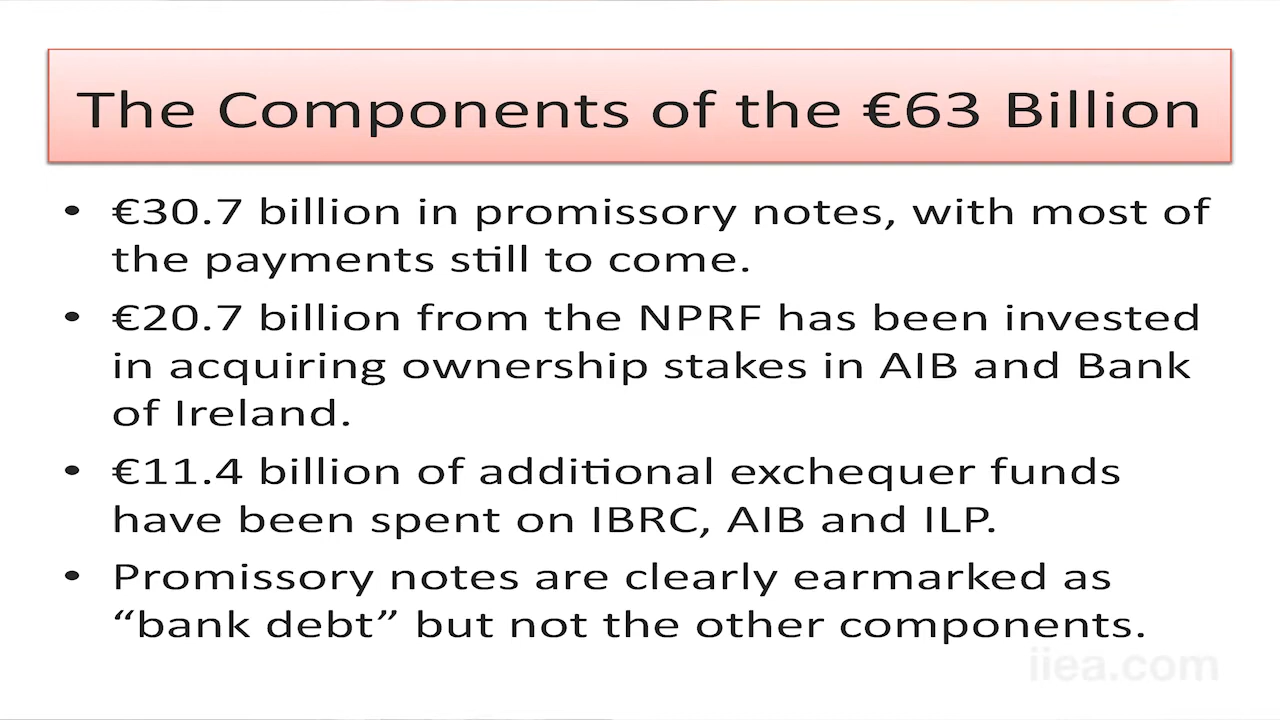 The Components of the €63 Billion
• €30.7 billion in promissory notes, with most of
the payments still to come.
• €20.7 billion from the NPRF has been invested
in acquiring ownership stakes in AIB and Bank
of Ireland.
• €11.4 billion of additional exchequer funds
have been spent on IBRC, AIB and ILP.
• Promissory notes are clearly earmarked as
“bank debt” but not the other components.
iiea.com